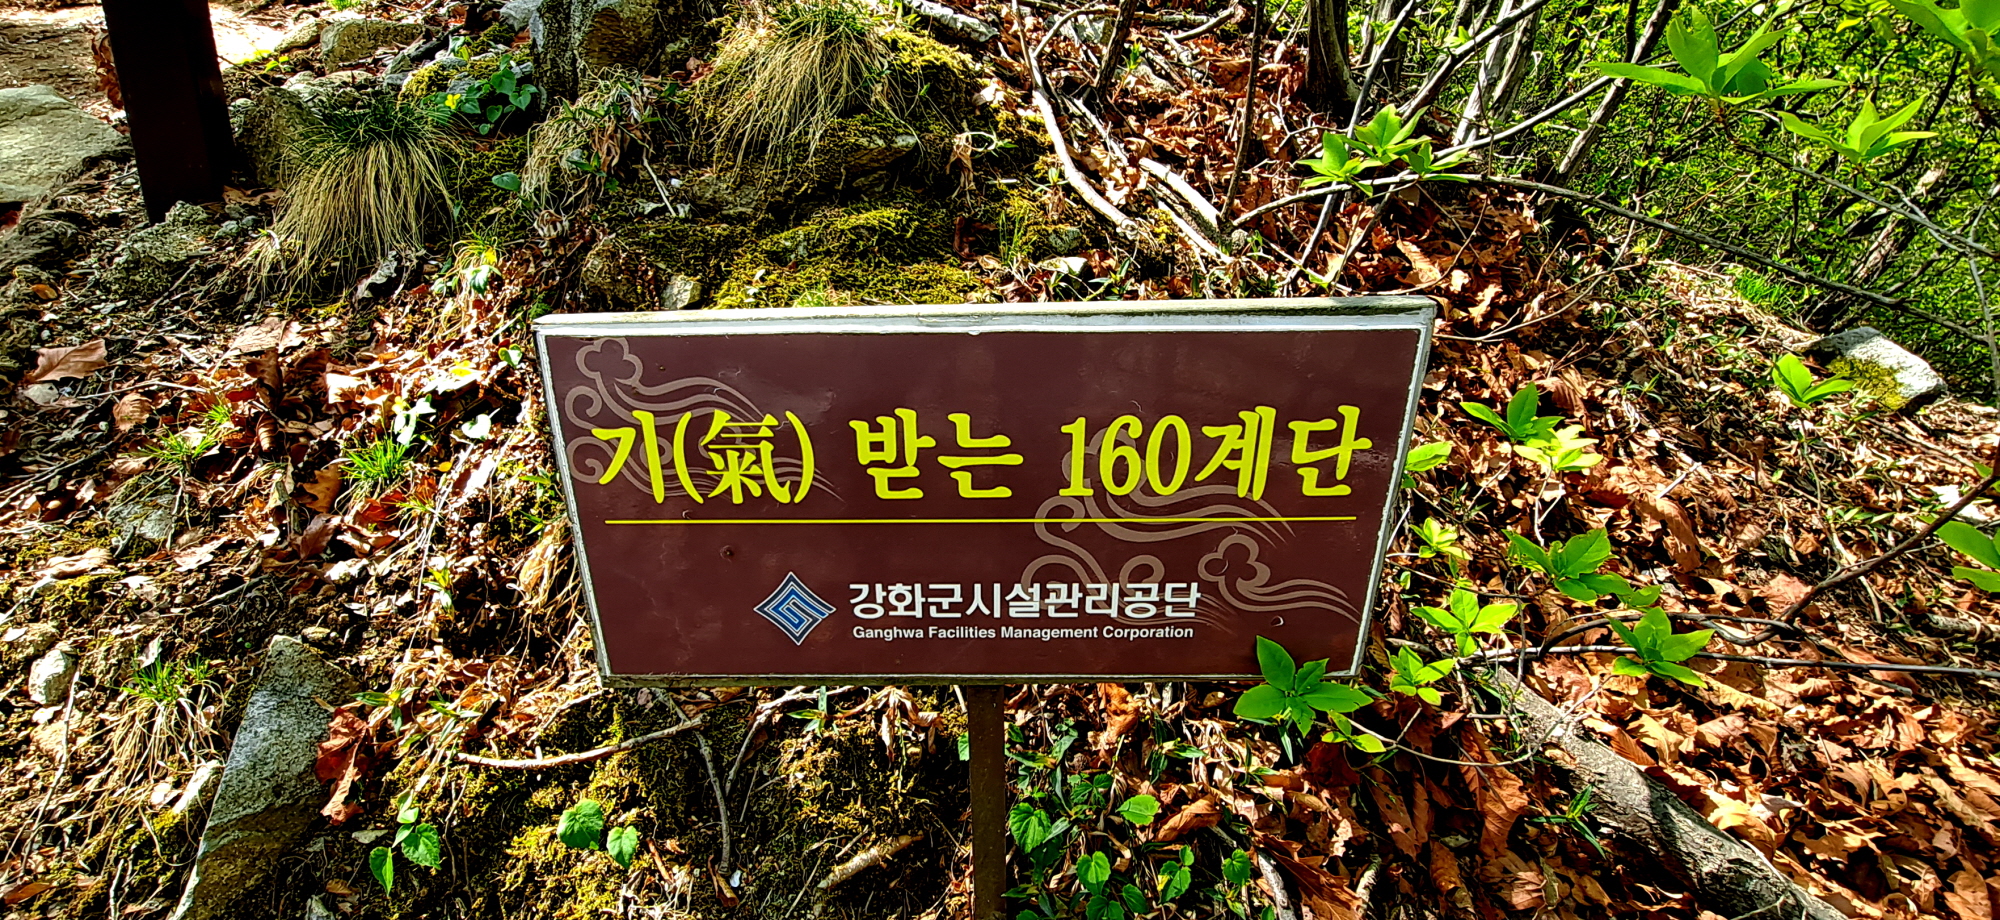 기(氣) 받는 160계단
강화군시설관리공단
Ganghwa Facilities Management Corporation